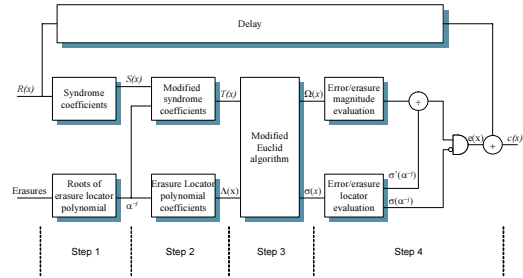 Delay
R(x)
Syndrome
coefficients
S(x)
Modified
syndrome
coefficients
T(x)
Modified
Euclid
algorithm
Ω(x)
Error/erasure
magnitude
evaluation
÷
e(x)
+
c(x)
Erasures
Roots of
erasure locator
polynomial
α⁻ʲ
Erasure Locator
polynomial
coefficients
Λ(x)
σ(x)
Error/erasure
locator
evaluation
σ'(α⁻ʲ)
σ(α⁻ʲ)
Step 1
Step 2
Step 3
Step 4